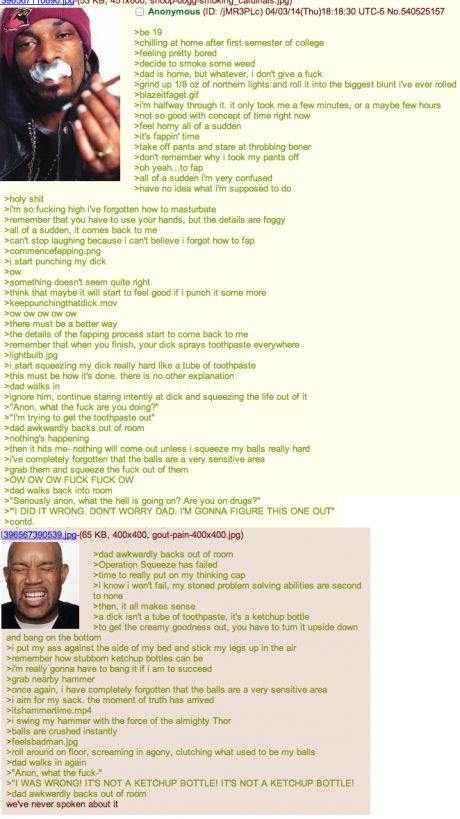 396567110890.jpg-(53 KB, 457x600, snoop-dogg-smoking_cardinals.jpg)
Anonymous (ID: /jMR3PLc) 04/03/14(Thu)18:18:30 UTC-5 No.540525157
>be 19
>chilling at home after first semester of college
>feeling pretty bored
>decide to smoke some weed
>dad is home, but whatever, i don't give a fuck
>grind up 1/8 oz of northern lights and roll it into the biggest blunt i've ever rolled
>blazeitfaget.gif
>i'm halfway through it. it only took me a few minutes, or a maybe few hours
>not so good with concept of time right now
>feel horny all of a sudden
>it's fappin' time
>take off pants and stare at throbbing boner
>don't remember why i took my pants off
>oh yeah...to fap
>all of a sudden i'm very confused
>have no idea what i'm supposed to do
>holy shit
>i'm so fucking high i've forgotten how to masturbate
>remember that you have to use your hands, but the details are foggy
>all of a sudden, it comes back to me
>can't stop laughing because i can't believe i forgot how to fap
>commencefapping.png
>i start punching my dick
>ow
>something doesn't seem quite right
>think that maybe it will start to feel good if i punch it some more
>keeppunchingthatdick.mov
>ow ow ow ow ow
>there must be a better way
>the details of the fapping process start to come back to me
>remember that when you finish, your dick sprays toothpaste everywhere
>lightbulb.jpg
>i start squeezing my dick really hard like a tube of toothpaste
>this must be how it's done. there is no other explanation
>dad walks in
>ignore him, continue staring intently at dick and squeezing the life out of it
>"Anon, what the fuck are you doing?"
>"I'm trying to get the toothpaste out"
>dad awkwardly backs out of room
>nothing's happening
>then it hits me- nothing will come out unless i squeeze my balls really hard
>i've completely forgotten that the balls are a very sensitive area
>grab them and squeeze the fuck out of them
>OW OW OW FUCK FUCK OW
>dad walks back into room
>"Seriously anon, what the hell is going on? Are you on drugs?"
>"I DID IT WRONG. DON'T WORRY DAD. I'M GONNA FIGURE THIS ONE OUT"
>contd.
1396567390539.jpg-(65 KB, 400x400, gout-pain-400x400.jpg)
>dad awkwardly backs out of room
>Operation Squeeze has failed
>time to really put on my thinking cap
>i know i won't fail, my stoned problem solving abilities are second
to none
>then, it all makes sense
>a dick isn't a tube of toothpaste, it's a ketchup bottle
>to get the creamy goodness out, you have to turn it upside down
and bang on the bottom
>i put my ass against the side of my bed and stick my legs up in the air
>remember how stubborn ketchup bottles can be
>i'm really gonna have to bang it if i am to succeed
>grab nearby hammer
>once again, i have completely forgotten that the balls are a very sensitive area
>i aim for my sack. the moment of truth has arrived
>itshammertime.mp4
>i swing my hammer with the force of the almighty Thor
>balls are crushed instantly
>feelsbadman.jpg
>roll around on floor, screaming in agony, clutching what used to be my balls
>dad walks in again
>"Anon, what the fuck-"
>"I WAS WRONG! IT'S NOT A KETCHUP BOTTLE! IT'S NOT A KETCHUP BOTTLE!
>dad awkwardly backs out of room
we've never spoken about it